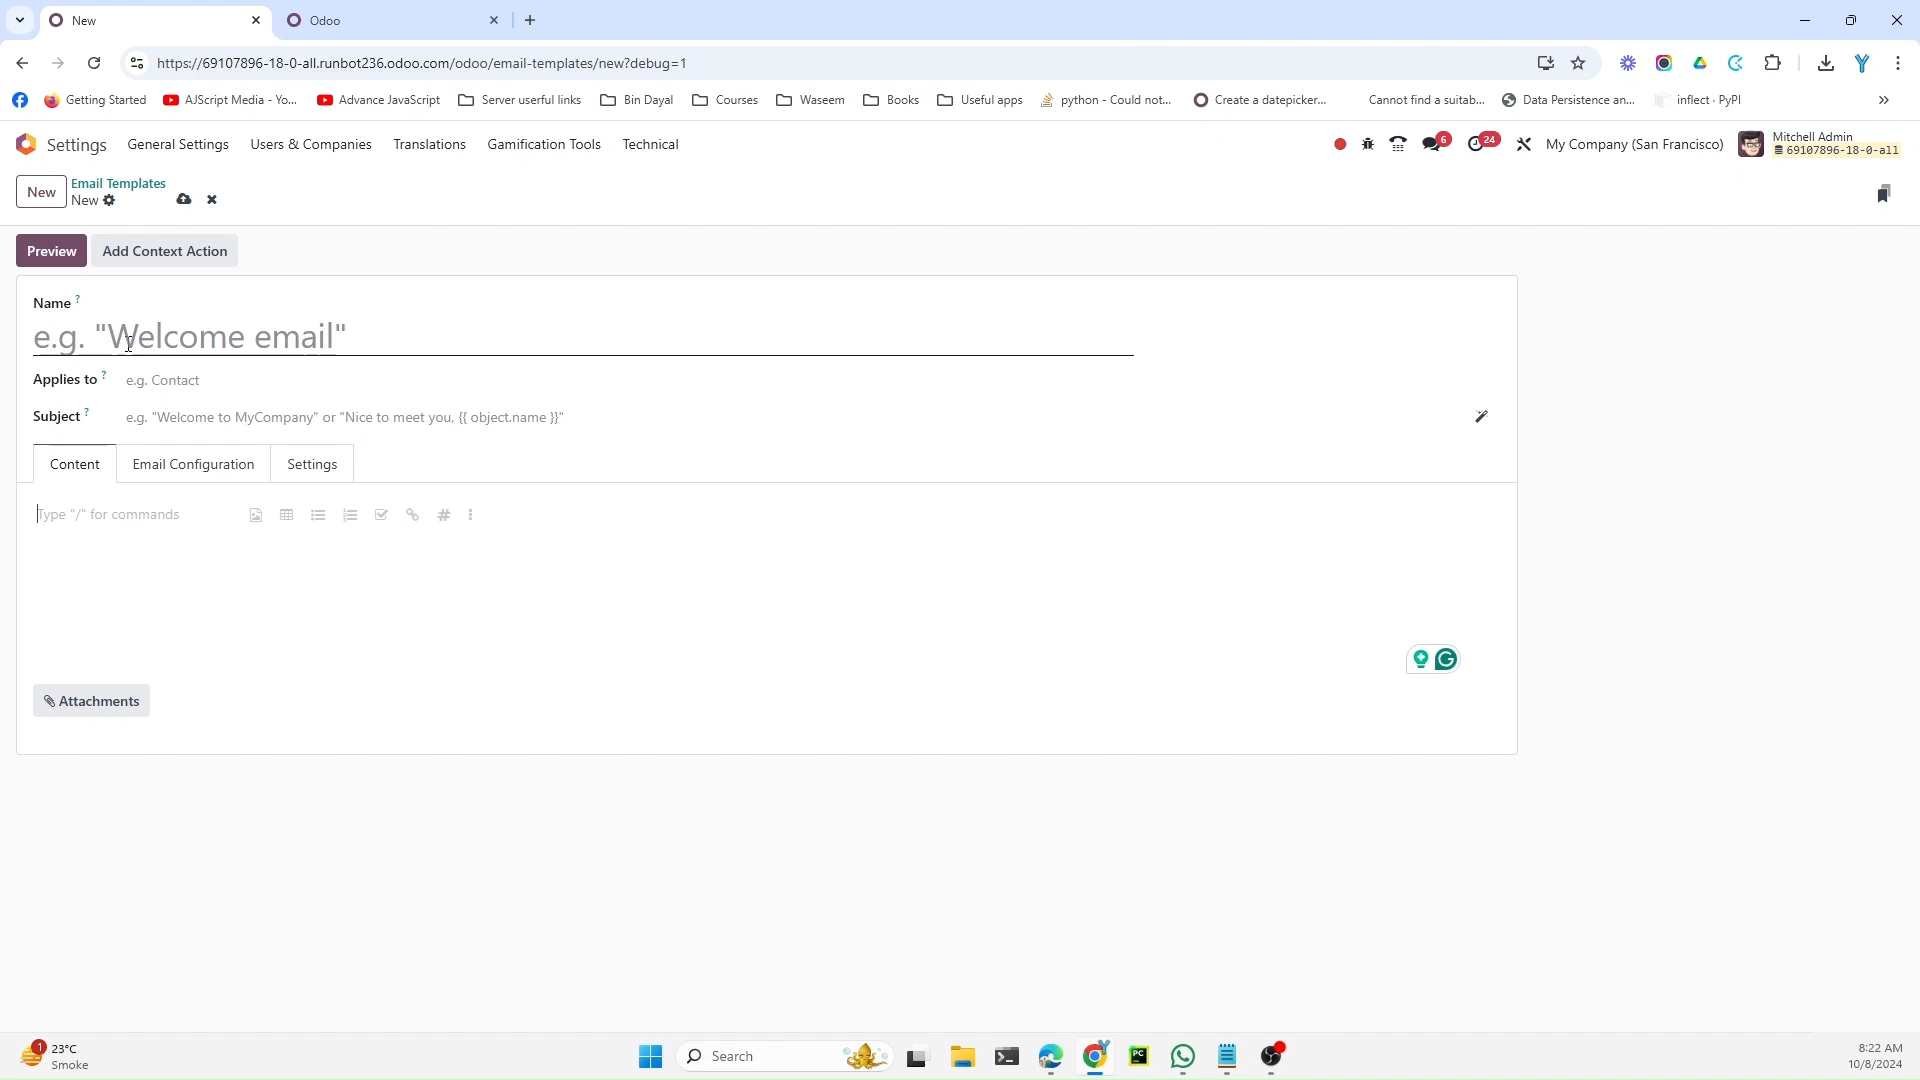 New
Odoo
https://69107896-18-0-all.runbot236.odoo.com/odoo/email-templates/new?debug=1
Getting Started
AJScript Media - Yo...
Advance JavaScript
Server userful links
Bin Dayal
Courses
Waseem
Books
Useful apps
python - Could not...
Create a datepicker...
Cannot find a suitab...
Data Persistence an...
inflect · PyPI
Settings
General Settings
Users & Companies
Translations
Gamification Tools
Technical
6
24
My Company (San Francisco)
Mitchell Admin
69107896-18-0-all
New
Email Templates
New
Preview
Add Context Action
Name ?
e.g. "Welcome email"
Applies to ?
e.g. Contact
Subject ?
e.g. "Welcome to MyCompany" or "Nice to meet you, {{ object.name }}"
Content
Email Configuration
Settings
Type "/" for commands
Attachments
1
23°C
Smoke
Search
PC
8:22 AM
10/8/2024